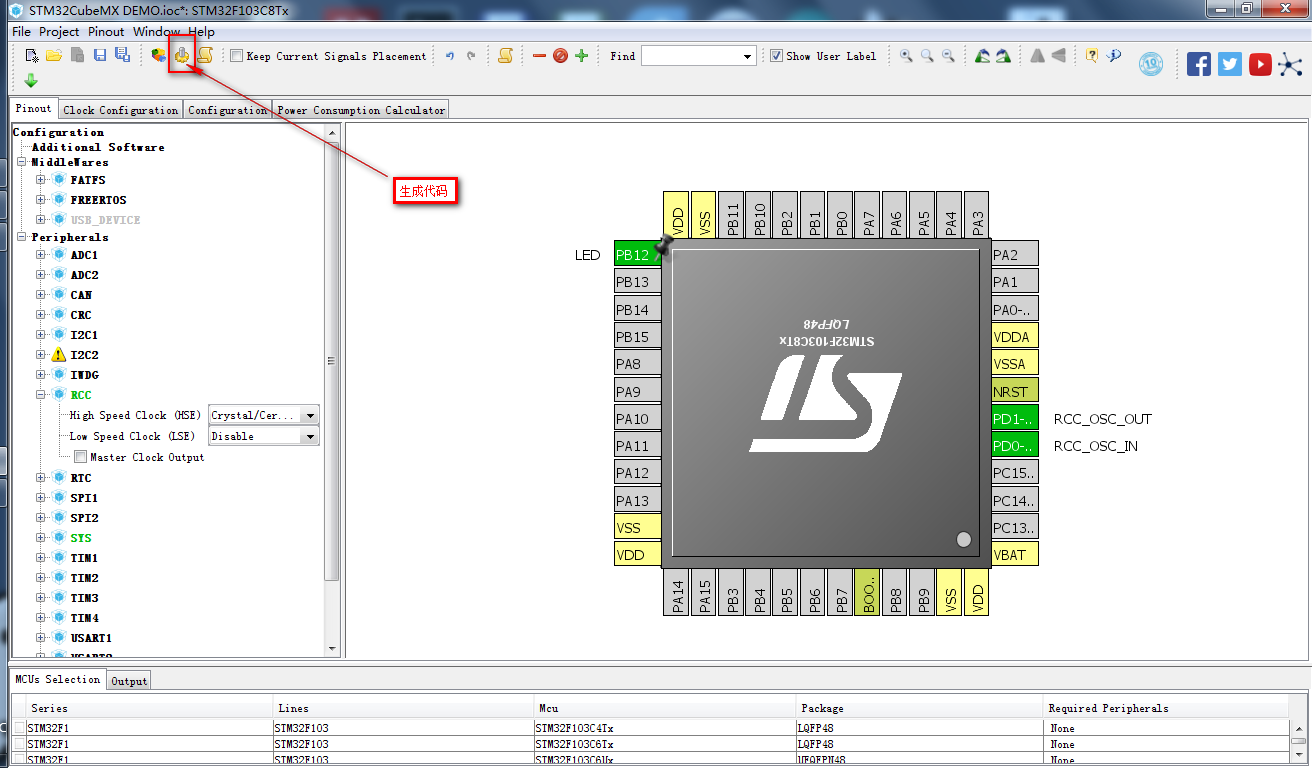 STM32CubeMX DEMO.ioc*: STM32F103C8Tx
File Project Pinout Window Help
Keep Current Signals Placement
Find
Show User Label
10
Pinout
Clock Configuration
Configuration
Power Consumption Calculator
生成代码
Configuration
Additional Software
MiddleWares
FATFS
FREERTOS
USB_DEVICE
Peripherals
ADC1
ADC2
CAN
CRC
I2C1
I2C2
IWDG
RCC
High Speed Clock (HSE) Crystal/Cer...
Low Speed Clock (LSE) Disable
Master Clock Output
RTC
SPI1
SPI2
SYS
TIM1
TIM2
TIM3
TIM4
USART1
VDD VSS PB11 PB10 PB2 PB1 PB0 PA7 PA6 PA5 PA4 PA3
LED PB12
PB13
PB14
PB15
PA8
PA9
PA10
PA11
PA12
PA13
VSS
VDD
LQFP48
STM32F103C8Tx
ST
PA2
PA1
PA0-..
VDDA
VSSA
NRST
PD1-.. RCC_OSC_OUT
PD0-.. RCC_OSC_IN
PC15..
PC14..
PC13..
VBAT
PA14 PA15 PB3 PB4 PB5 PB6 PB7 BOO.. PB8 PB9 VSS VDD
MCUs Selection
Output
Series Lines Mcu Package Required Peripherals
STM32F1 STM32F103 STM32F103C4Tx LQFP48 None
STM32F1 STM32F103 STM32F103C6Tx LQFP48 None
STM32F1 STM32F103 STM32F103C6Ux UFQFPN48 None